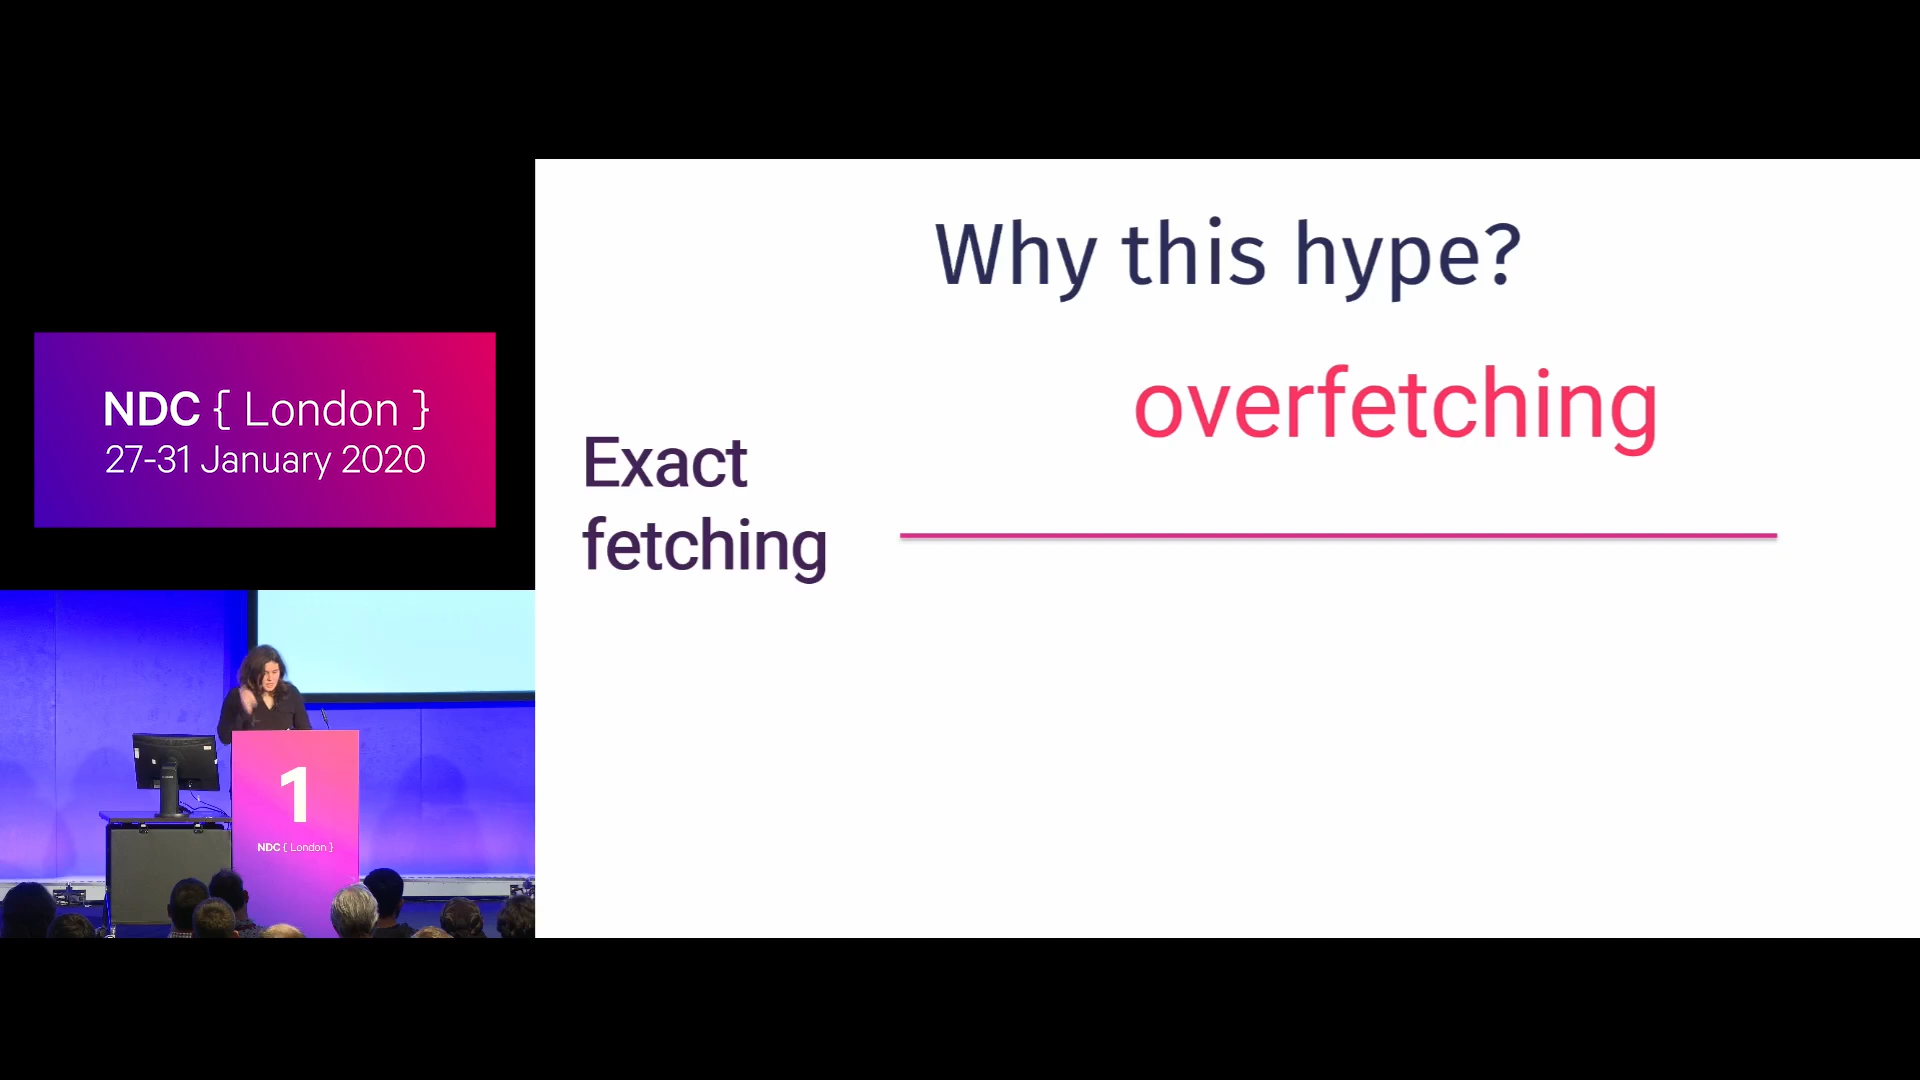 NDC { London }
27-31 January 2020
Why this hype?
overfetching
Exact
fetching
1
NDC { London }